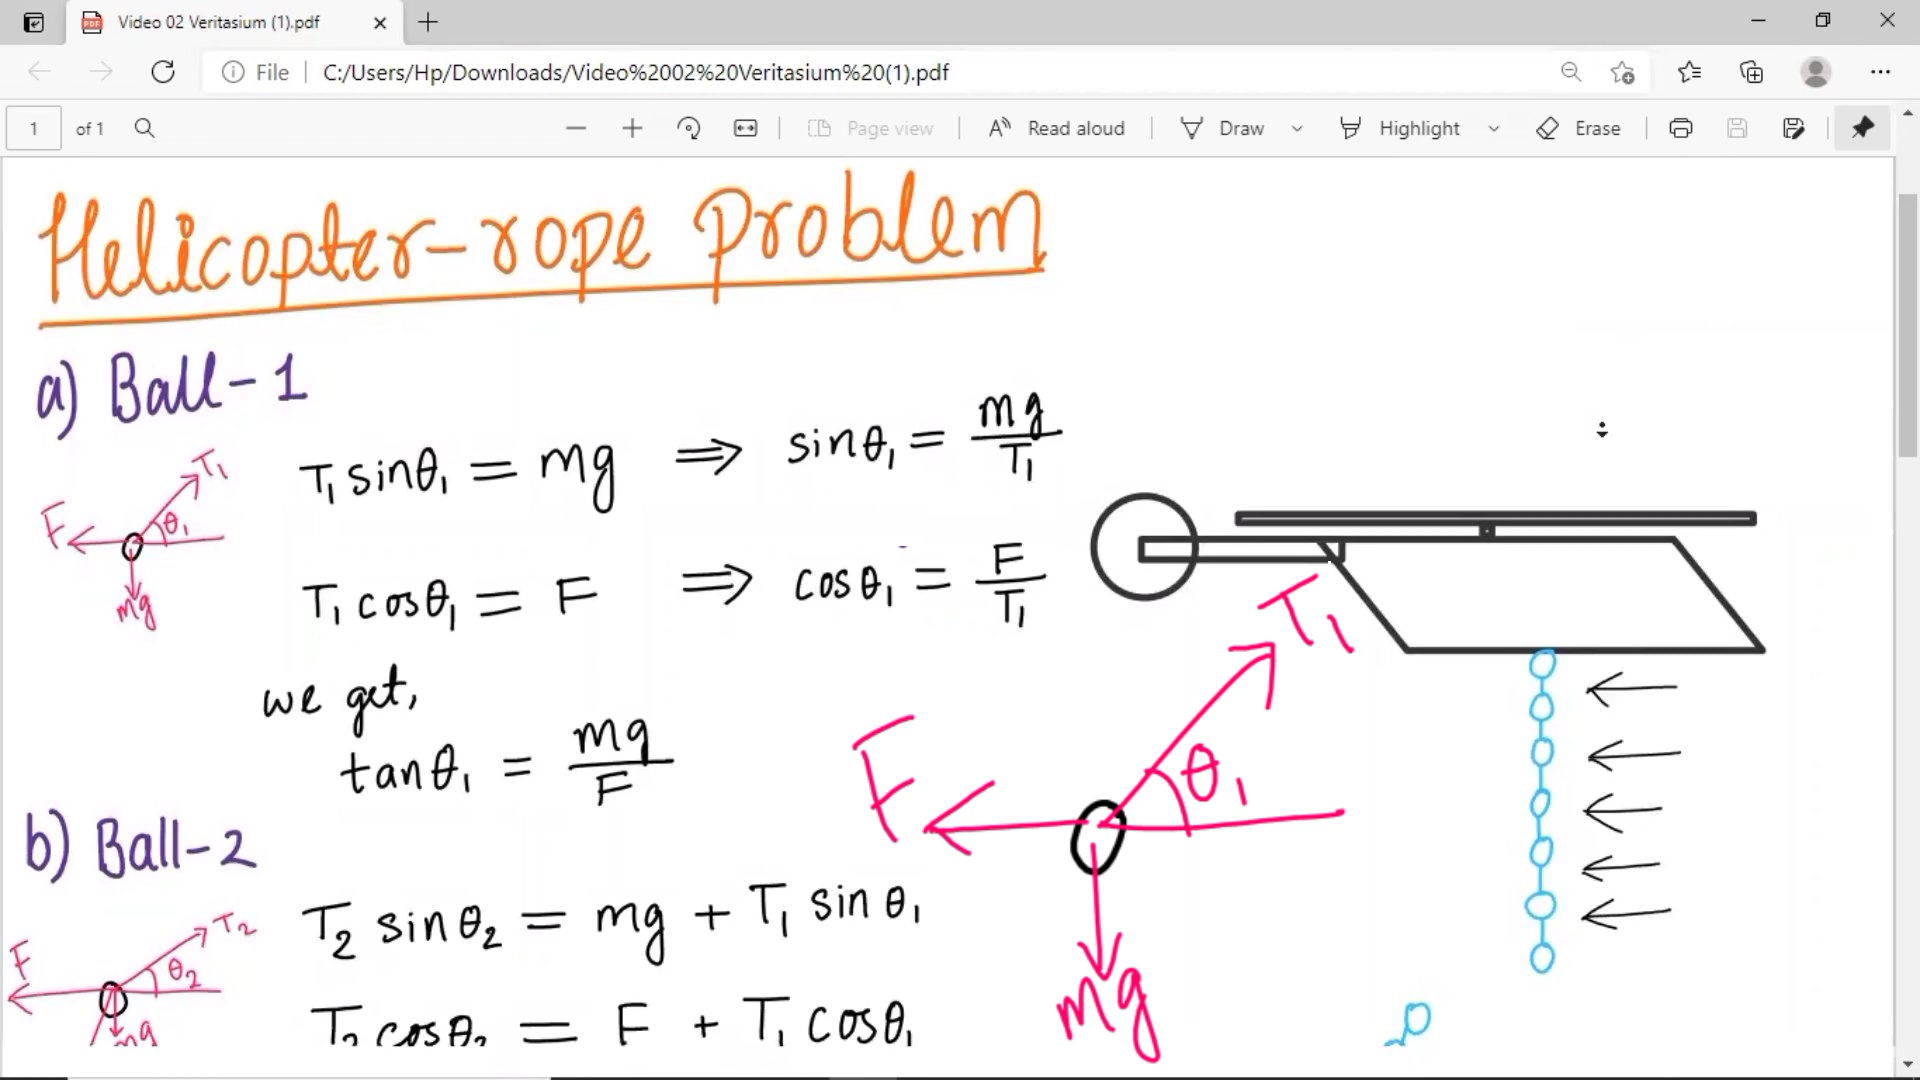 Video 02 Veritasium (1).pdf
File C:/Users/Hp/Downloads/Video%2002%20Veritasium%20(1).pdf
1 of 1 Page view Read aloud Draw Highlight Erase
Helicopter-rope problem
a) Ball-1
T₁ F θ₁ mg
T₁ sinθ₁ = mg ⇒ sinθ₁ = mg/T₁
T₁ cosθ₁ = F ⇒ cosθ₁ = F/T₁
we get,
tanθ₁ = mg/F
T₁
F θ₁
mg
b) Ball-2
T₂ F θ₂ mg
T₂ sinθ₂ = mg + T₁ sinθ₁
T₂ cosθ₂ = F + T₁ cosθ₁